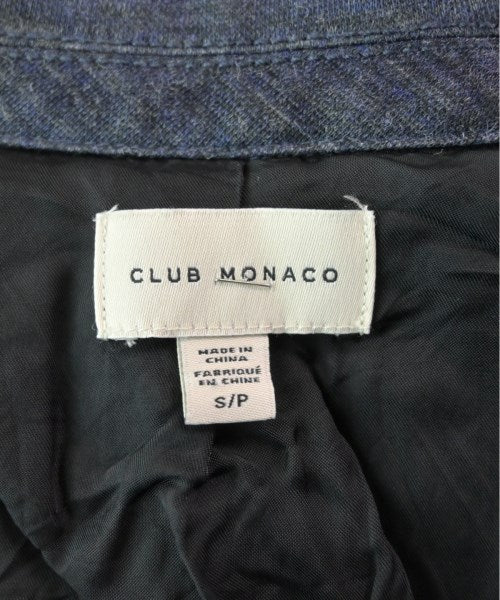 CLUB MONACO
MADE IN
CHINA
FABRIQUÉ
EN CHINE
S/P